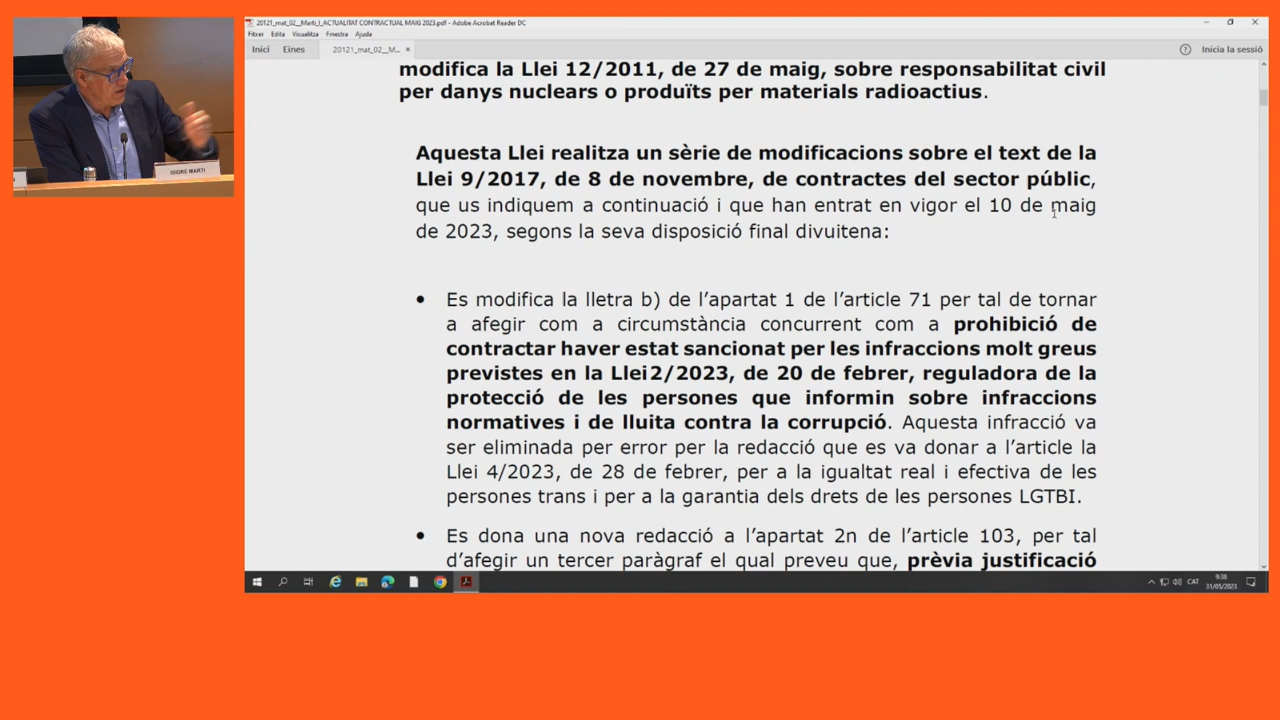 20121_mat_02__Marti_I_ACTUALITAT CONTRACTUAL MAIG 2023.pdf - Adobe Acrobat Reader DC
Fitxer Edita Visualitza Finestra Ajuda
Inici Eines 20121_mat_02__M... × Inicia la sessió
modifica la Llei 12/2011, de 27 de maig, sobre responsabilitat civil
per danys nuclears o produïts per materials radioactius.
Aquesta Llei realitza un sèrie de modificacions sobre el text de la
Llei 9/2017, de 8 de novembre, de contractes del sector públic,
que us indiquem a continuació i que han entrat en vigor el 10 de maig
de 2023, segons la seva disposició final divuitena:
• Es modifica la lletra b) de l’apartat 1 de l’article 71 per tal de tornar
a afegir com a circumstància concurrent com a prohibició de
contractar haver estat sancionat per les infraccions molt greus
previstes en la Llei 2/2023, de 20 de febrer, reguladora de la
protecció de les persones que informin sobre infraccions
normatives i de lluita contra la corrupció. Aquesta infracció va
ser eliminada per error per la redacció que es va donar a l’article la
Llei 4/2023, de 28 de febrer, per a la igualtat real i efectiva de les
persones trans i per a la garantia dels drets de les persones LGTBI.
• Es dona una nova redacció a l’apartat 2n de l’article 103, per tal
d’afegir un tercer paràgraf el qual preveu que, prèvia justificació
CAT
9:38
31/05/2023
ISIDRE MARTI